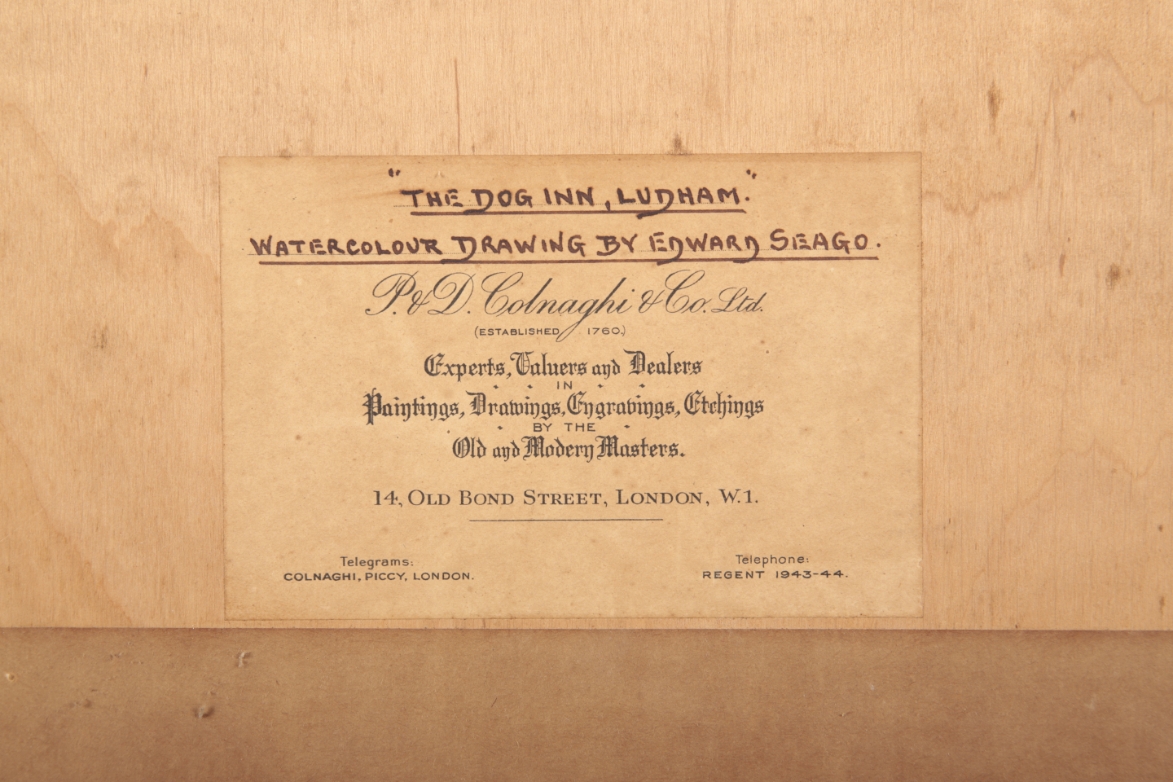 "THE DOG INN, LUDHAM."
WATERCOLOUR DRAWING BY EDWARD SEAGO.
P. & D. Colnaghi & Co. Ltd.
(ESTABLISHED 1760.)
Experts, Valuers and Dealers
IN
Paintings, Drawings, Engravings, Etchings
BY THE
Old and Modern Masters.
14, OLD BOND STREET, LONDON, W.1.
Telegrams:
COLNAGHI, PICCY, LONDON.
Telephone:
REGENT 1943-44.